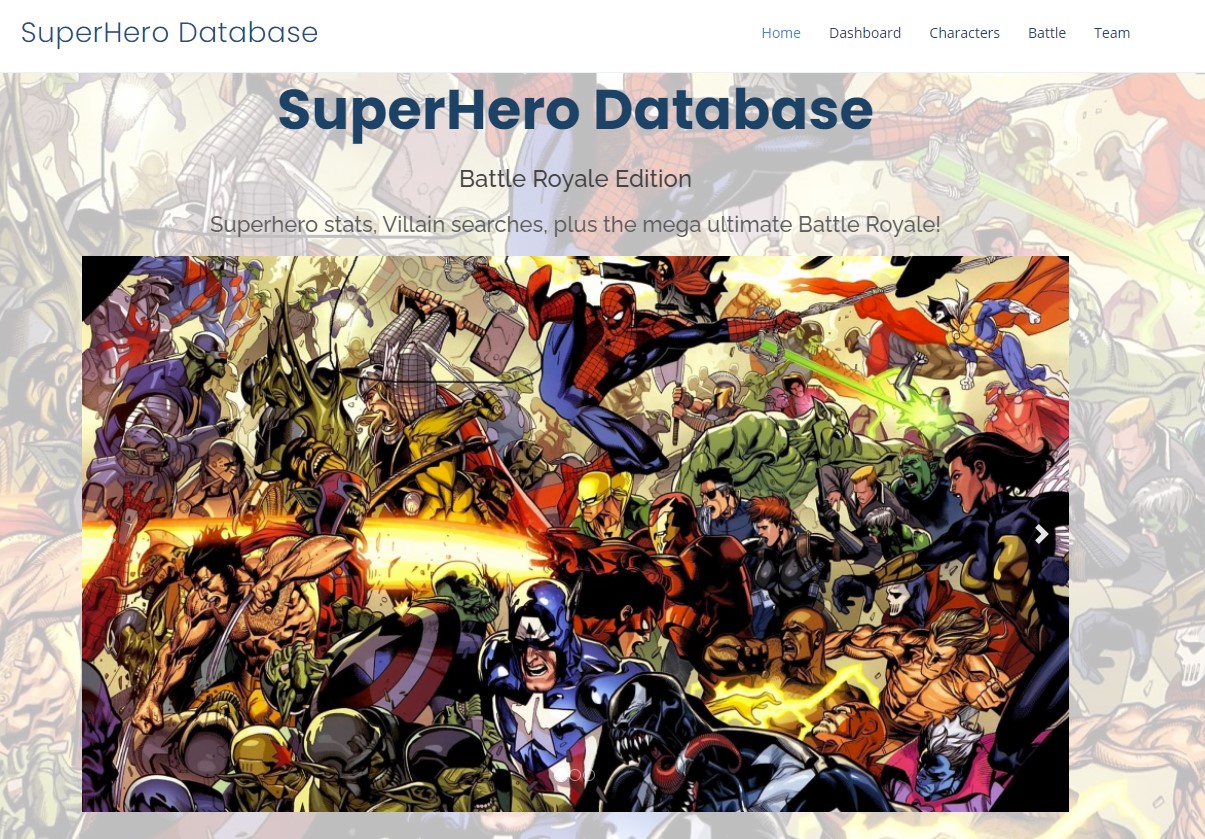 SuperHero Database
Home Dashboard Characters Battle Team
SuperHero Database
Battle Royale Edition
Superhero stats, Villain searches, plus the mega ultimate Battle Royale!